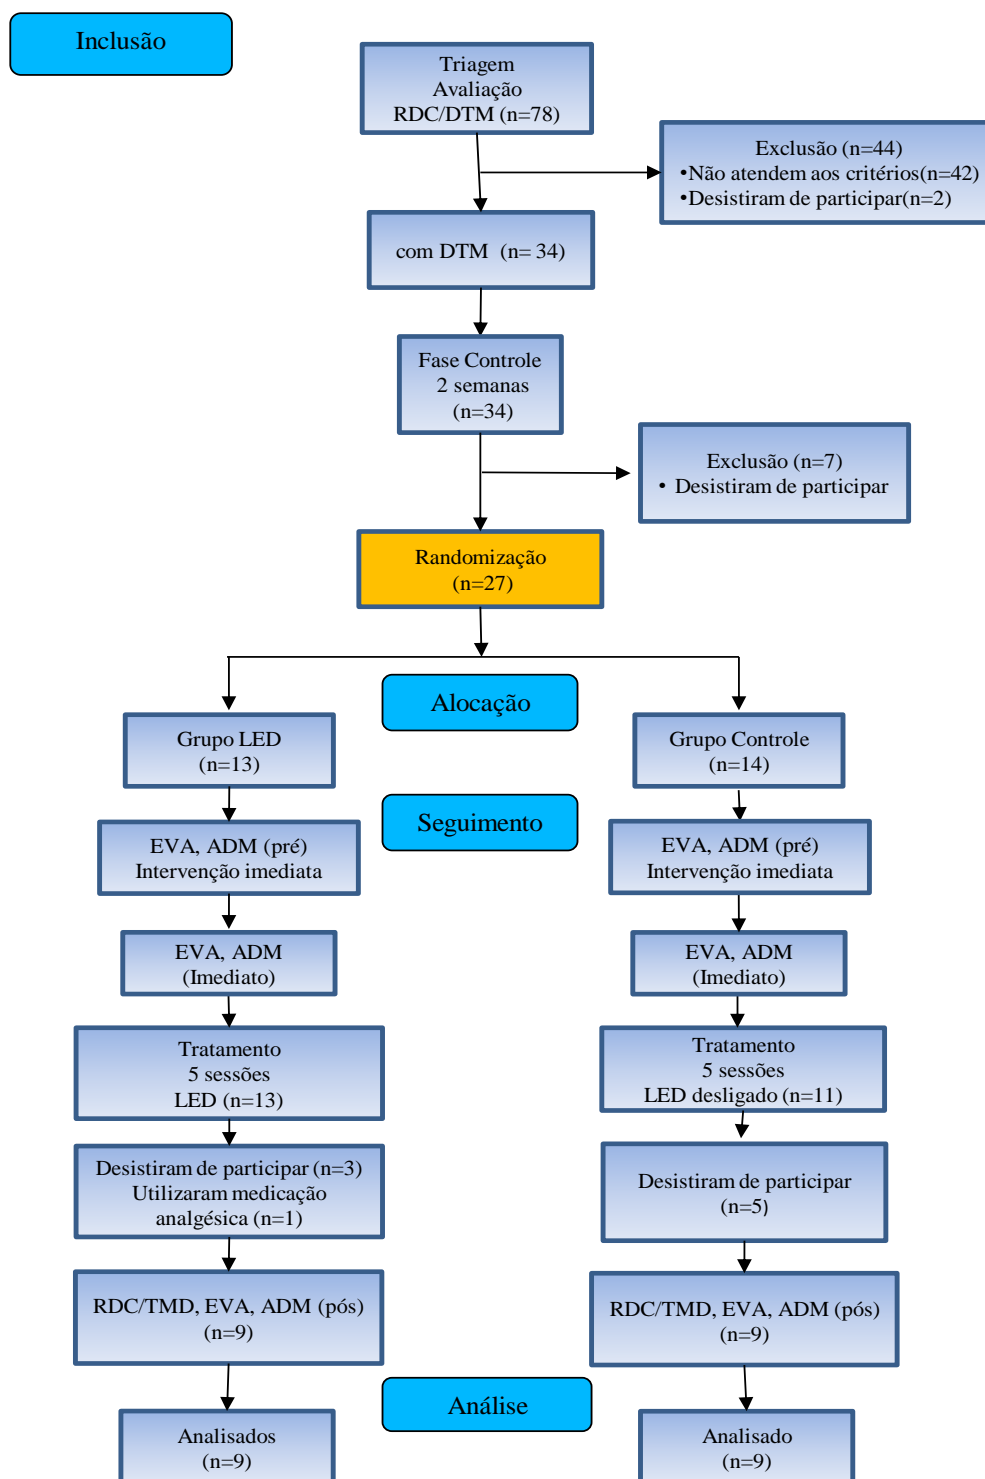 Inclusão
Triagem
Avaliação
RDC/DTM (n=78)
Exclusão (n=44)
•Não atendem aos critérios(n=42)
•Desistiram de participar(n=2)
com DTM (n= 34)
Fase Controle
2 semanas
(n=34)
Exclusão (n=7)
• Desistiram de participar
Randomização
(n=27)
Alocação
Grupo LED
(n=13)
Grupo Controle
(n=14)
Seguimento
EVA, ADM (pré)
Intervenção imediata
EVA, ADM (pré)
Intervenção imediata
EVA, ADM
(Imediato)
EVA, ADM
(Imediato)
Tratamento
5 sessões
LED (n=13)
Tratamento
5 sessões
LED desligado (n=11)
Desistiram de participar (n=3)
Utilizaram medicação
analgésica (n=1)
Desistiram de participar
(n=5)
RDC/TMD, EVA, ADM (pós)
(n=9)
RDC/TMD, EVA, ADM (pós)
(n=9)
Análise
Analisados
(n=9)
Analisado
(n=9)